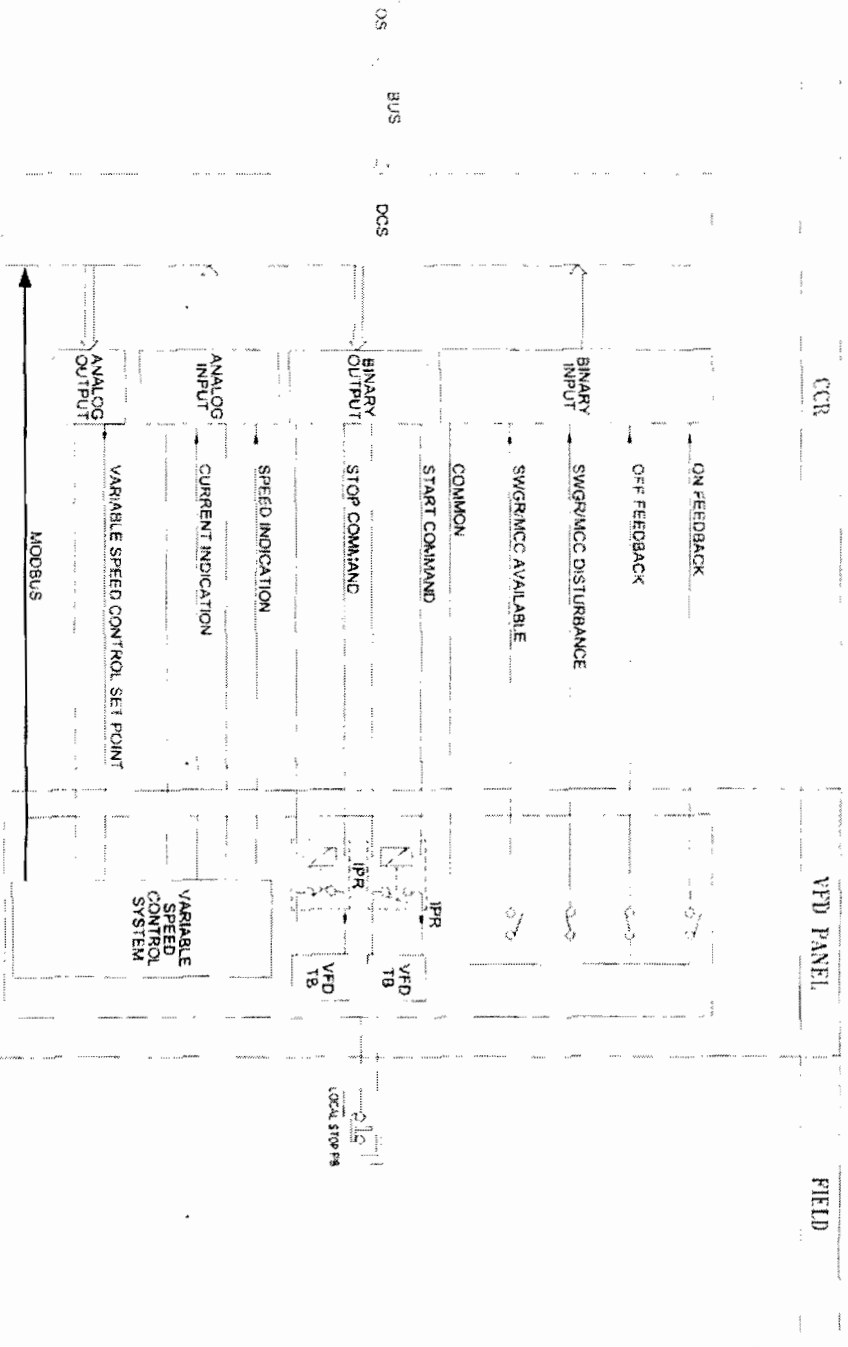 CCR
VFD PANEL
FIELD
OS
BUS
DCS
BINARY
INPUT
ON FEEDBACK
OFF FEEDBACK
SWGR/MCC DISTURBANCE
SWGR/MCC AVAILABLE
COMMON
BINARY
OUTPUT
START COMMAND
STOP COMMAND
IPR
VFD
TB
IPR
VFD
TB
LOCAL STOP PB
ANALOG
INPUT
SPEED INDICATION
CURRENT INDICATION
ANALOG
OUTPUT
VARIABLE SPEED CONTROL SET POINT
VARIABLE
SPEED
CONTROL
SYSTEM
MODBUS